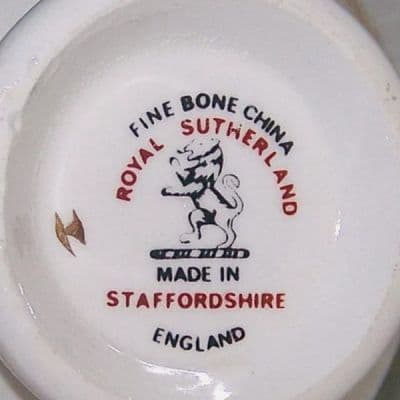 FINE BONE CHINA
ROYAL SUTHERLAND
MADE IN
STAFFORDSHIRE
ENGLAND